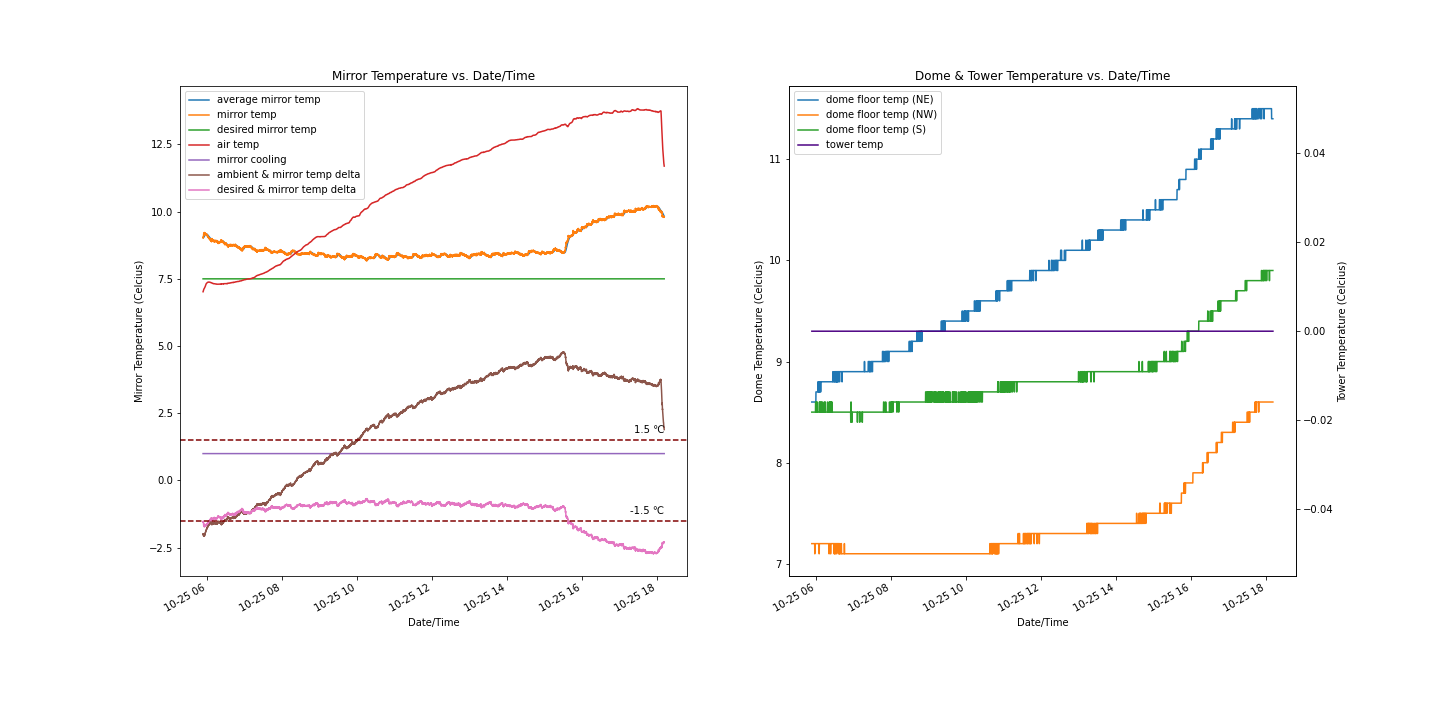 Mirror Temperature vs. Date/Time
average mirror temp
mirror temp
desired mirror temp
air temp
mirror cooling
ambient & mirror temp delta
desired & mirror temp delta
12.5
10.0
7.5
5.0
2.5
0.0
−2.5
Mirror Temperature (Celcius)
1.5 °C
-1.5 °C
10-25 06
10-25 08
10-25 10
10-25 12
10-25 14
10-25 16
10-25 18
Date/Time
Dome & Tower Temperature vs. Date/Time
dome floor temp (NE)
dome floor temp (NW)
dome floor temp (S)
tower temp
11
10
9
8
7
Dome Temperature (Celcius)
0.04
0.02
0.00
−0.02
−0.04
Tower Temperature (Celcius)
10-25 06
10-25 08
10-25 10
10-25 12
10-25 14
10-25 16
10-25 18
Date/Time